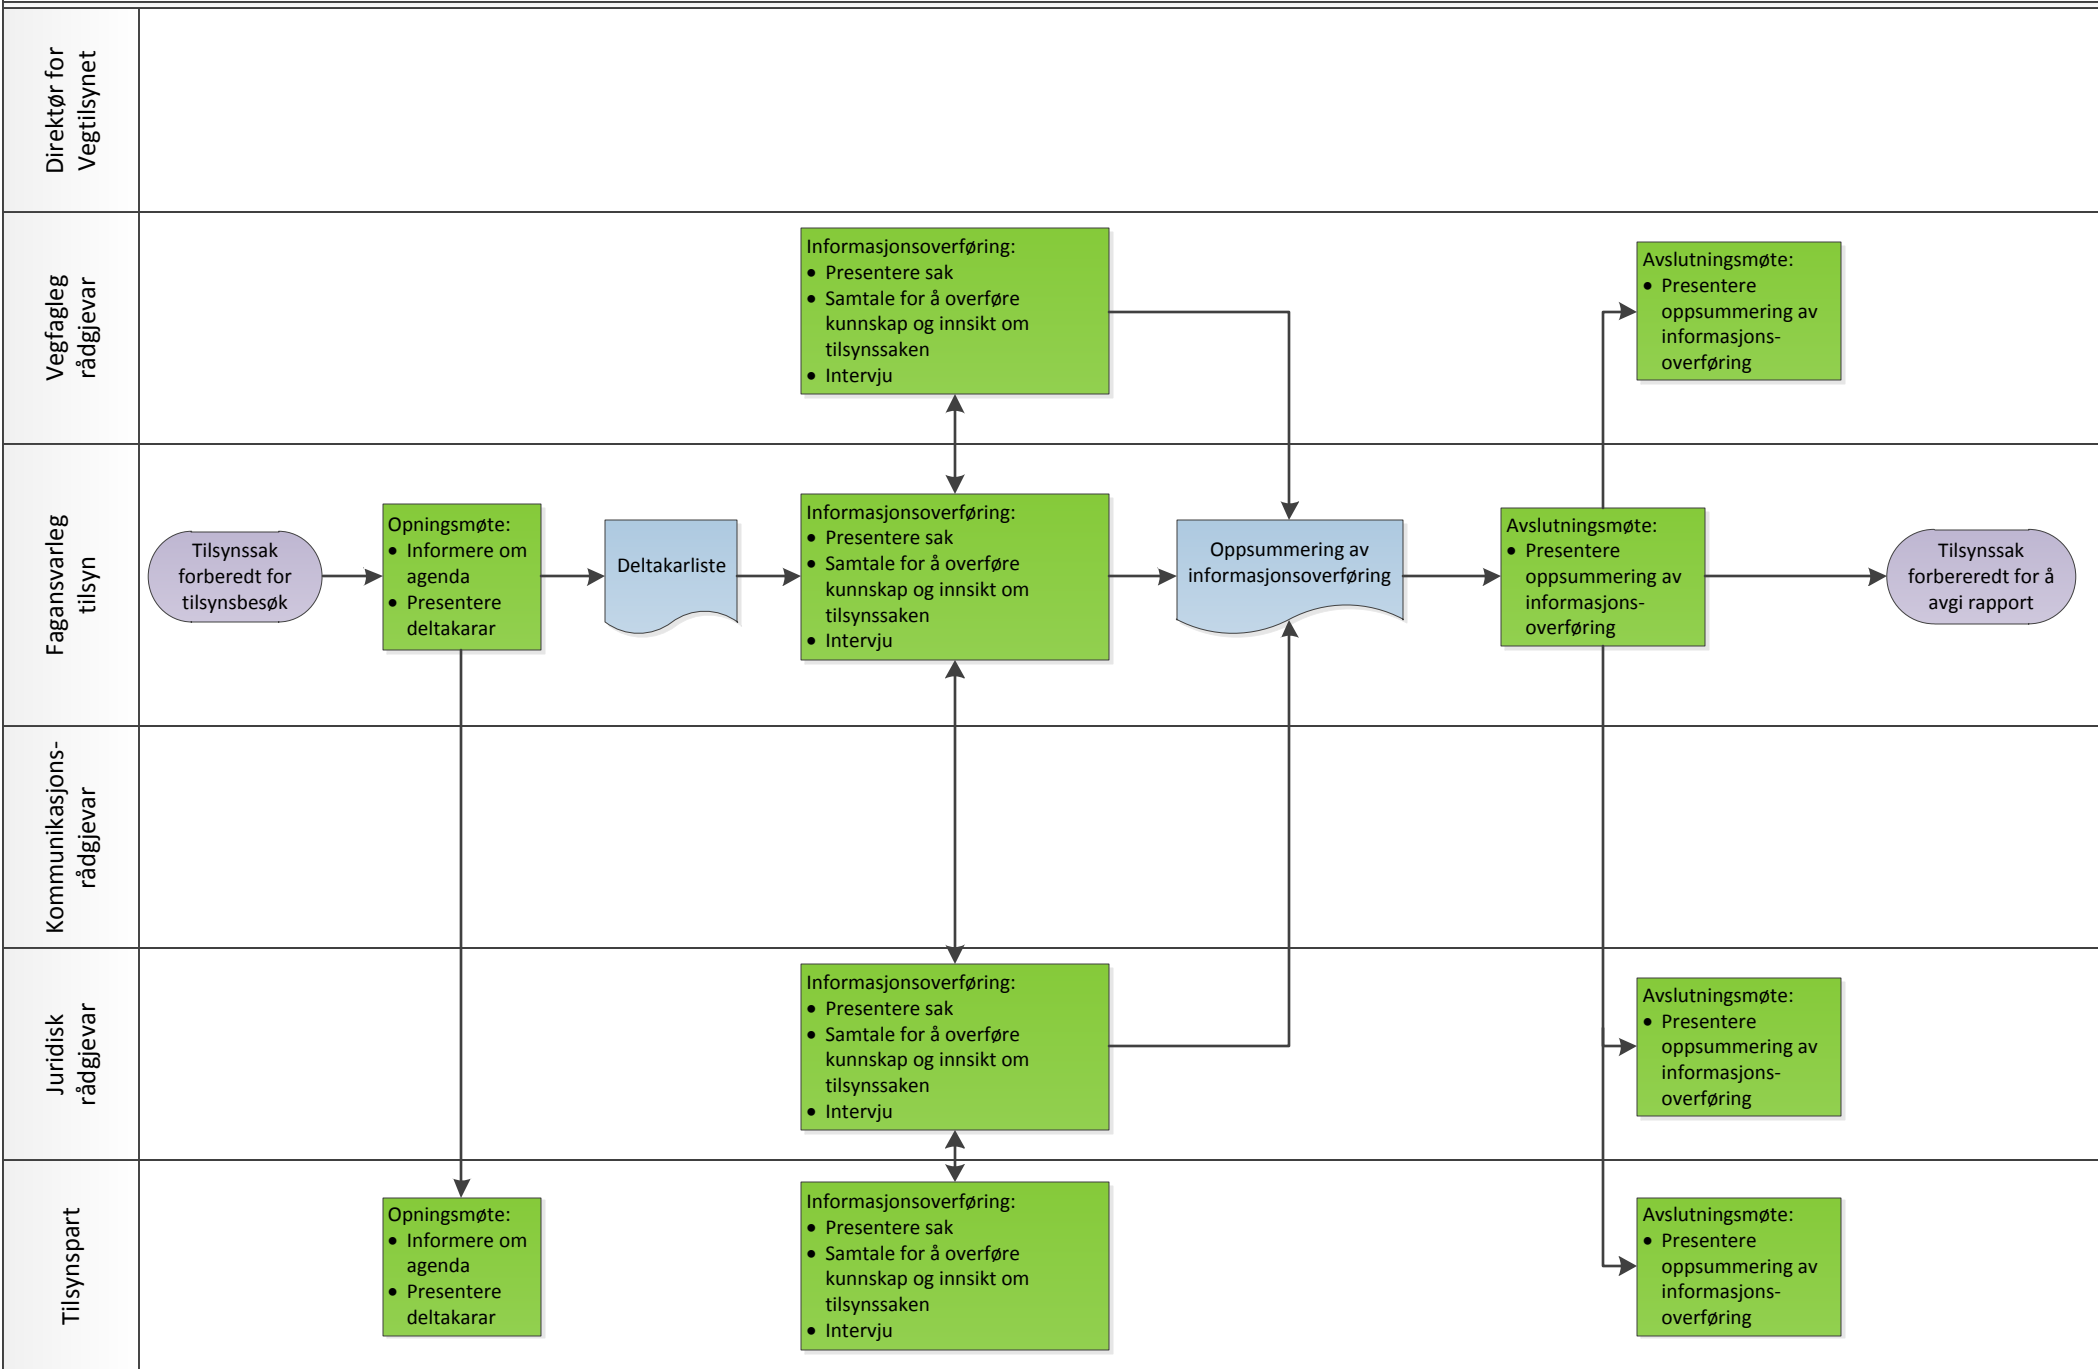 Direktør for
Vegtilsynet
Vegfagleg
rådgjevar
Informasjonsoverføring:
• Presentere sak
• Samtale for å overføre
kunnskap og innsikt om
tilsynssaken
• Intervju
Avslutningsmøte:
• Presentere
oppsummering av
informasjons-
overføring
Fagansvarleg
tilsyn
Tilsynssak
forberedt for
tilsynsbesøk
Opningsmøte:
• Informere om
agenda
• Presentere
deltakarar
Deltakarliste
Informasjonsoverføring:
• Presentere sak
• Samtale for å overføre
kunnskap og innsikt om
tilsynssaken
• Intervju
Oppsummering av
informasjonsoverføring
Avslutningsmøte:
• Presentere
oppsummering av
informasjons-
overføring
Tilsynssak
forbereredt for å
avgi rapport
Kommunikasjons-
rådgjevar
Juridisk
rådgjevar
Informasjonsoverføring:
• Presentere sak
• Samtale for å overføre
kunnskap og innsikt om
tilsynssaken
• Intervju
Avslutningsmøte:
• Presentere
oppsummering av
informasjons-
overføring
Tilsynspart
Opningsmøte:
• Informere om
agenda
• Presentere
deltakarar
Informasjonsoverføring:
• Presentere sak
• Samtale for å overføre
kunnskap og innsikt om
tilsynssaken
• Intervju
Avslutningsmøte:
• Presentere
oppsummering av
informasjons-
overføring